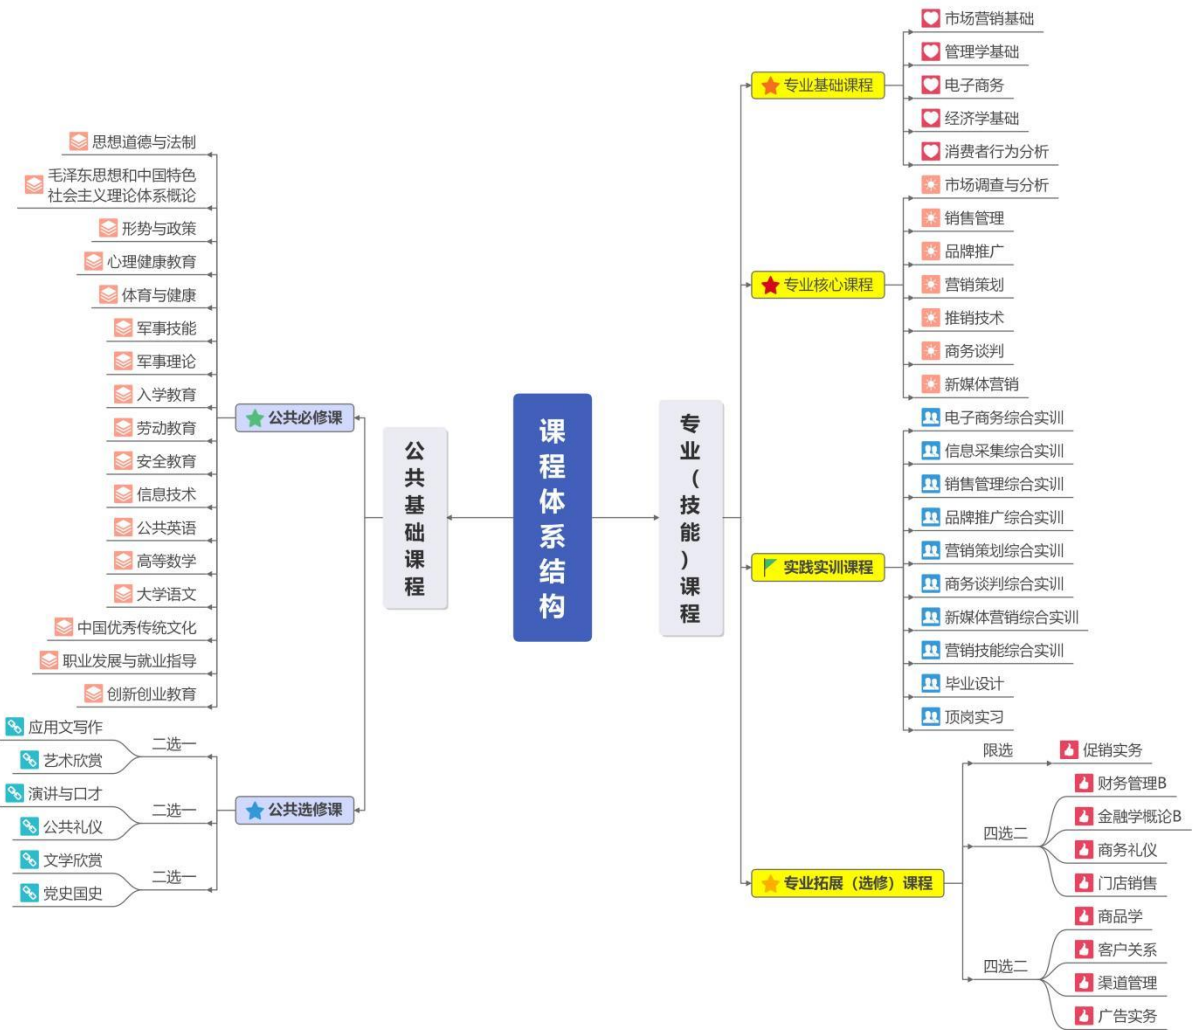 课程体系结构
公共基础课程
公共必修课
思想道德与法制
毛泽东思想和中国特色
社会主义理论体系概论
形势与政策
心理健康教育
体育与健康
军事技能
军事理论
入学教育
劳动教育
安全教育
信息技术
公共英语
高等数学
大学语文
中国优秀传统文化
职业发展与就业指导
创新创业教育
公共选修课
二选一
应用文写作
艺术欣赏
二选一
演讲与口才
公共礼仪
二选一
文学欣赏
党史国史
专业（技能）课程
专业基础课程
市场营销基础
管理学基础
电子商务
经济学基础
消费者行为分析
专业核心课程
市场调查与分析
销售管理
品牌推广
营销策划
推销技术
商务谈判
新媒体营销
实践实训课程
电子商务综合实训
信息采集综合实训
销售管理综合实训
品牌推广综合实训
营销策划综合实训
商务谈判综合实训
新媒体营销综合实训
营销技能综合实训
毕业设计
顶岗实习
专业拓展（选修）课程
限选
促销实务
四选二
财务管理B
金融学概论B
商务礼仪
门店销售
四选二
商品学
客户关系
渠道管理
广告实务